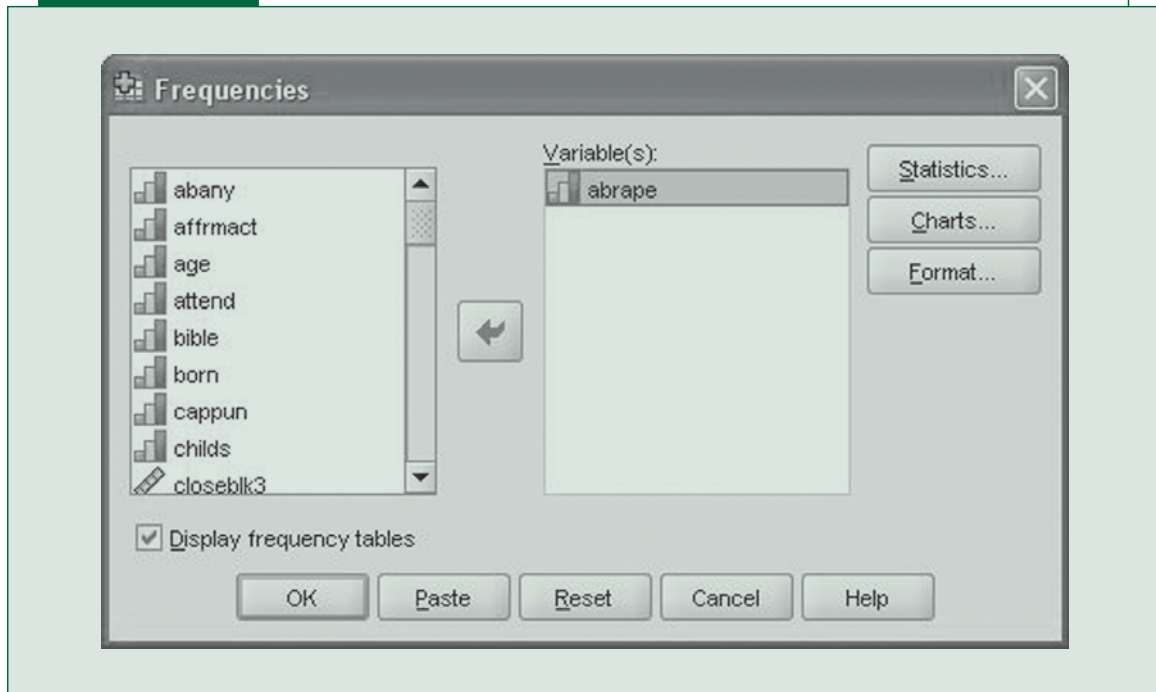 Frequencies
Variable(s):
abany
affrmact
age
attend
bible
born
cappun
childs
closeblk3
abrape
Statistics...
Charts...
Format...
Display frequency tables
OK Paste Reset Cancel Help